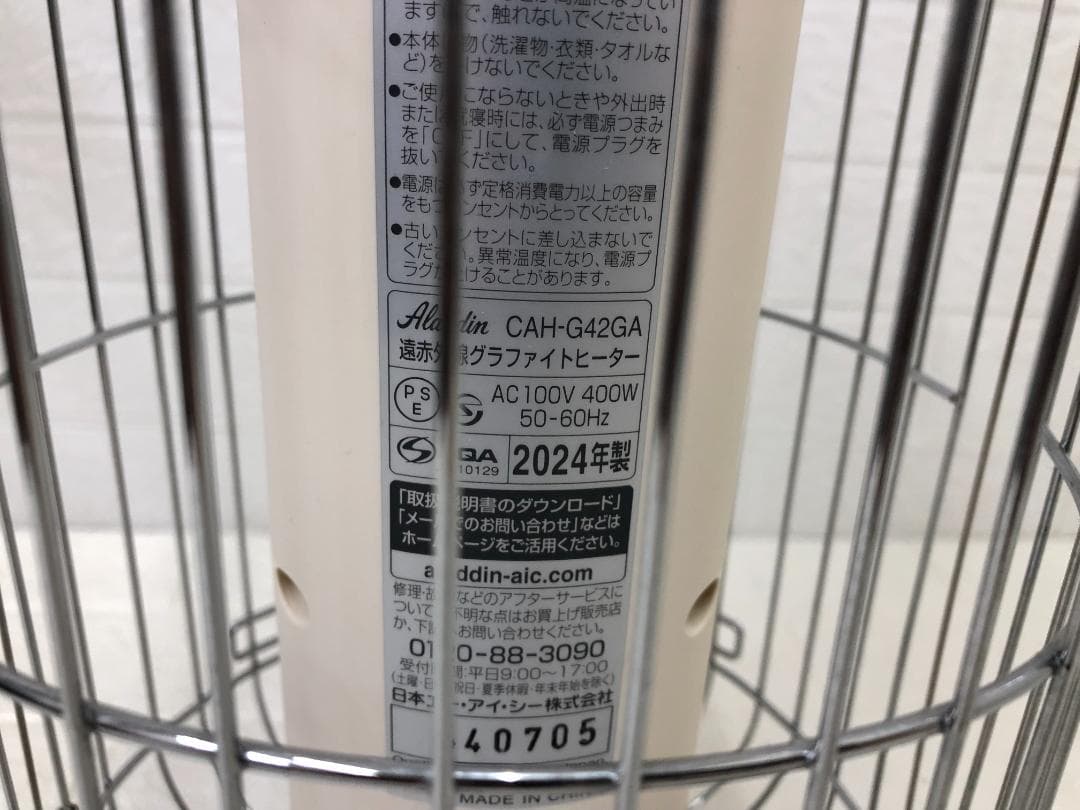 ますので、触れないでください。
●本体 物(洗濯物・衣類・タオルな
ど)を けないでください。
●ご使 にならないときや外出時
また 就寝時には、必ず電源つまみ
を「O F」にして、電源プラグを
抜い ください。
●電源は必ず定格消費電力以上の容量
をもつ ンセントからとってください。
●古い ンセントに差し込まないで
くださ 。異常温度になり、電源プ
ラグが けることがあります。
Aladdin CAH-G42GA
遠赤外線グラファイトヒーター
PS
E
AC100V 400W
50-60Hz
QA
10129
2024年製
「取扱説明書のダウンロード」
「メールでのお問い合わせ」などは
ホームページをご活用ください。
aladdin-aic.com
修理・故 などのアフターサービスに
ついて 不明な点はお買上げ販売店
か、下記 お問い合わせください。
01 0-88-3090
受付時間:平日9:00〜17:00
(土曜・日 祝日・夏季休暇・年末年始を除く)
日本エー・アイ・シー株式会社
40705
MADE IN CHIN